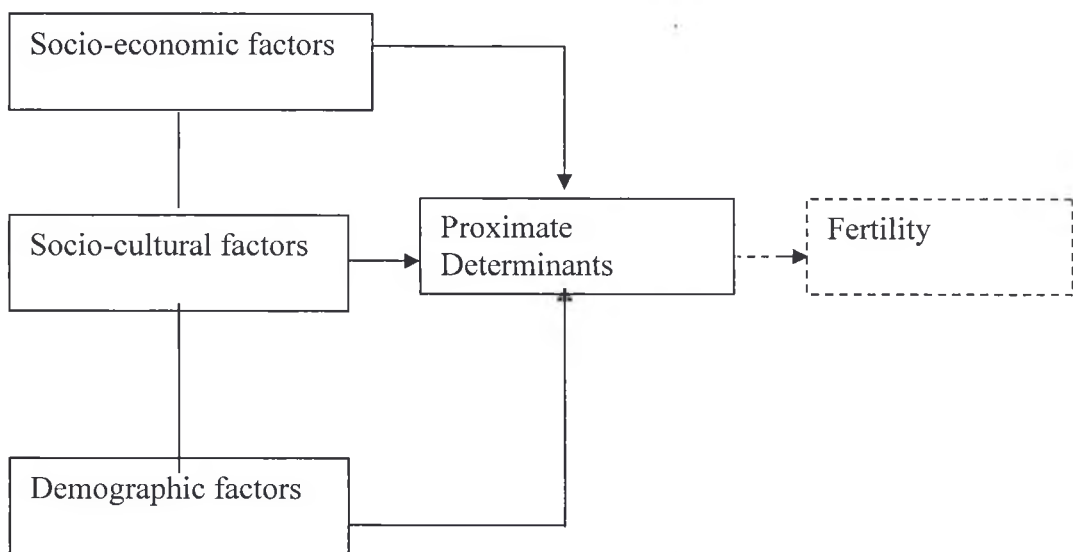 Socio-economic factors
Socio-cultural factors
Proximate
Determinants
Fertility
Demographic factors